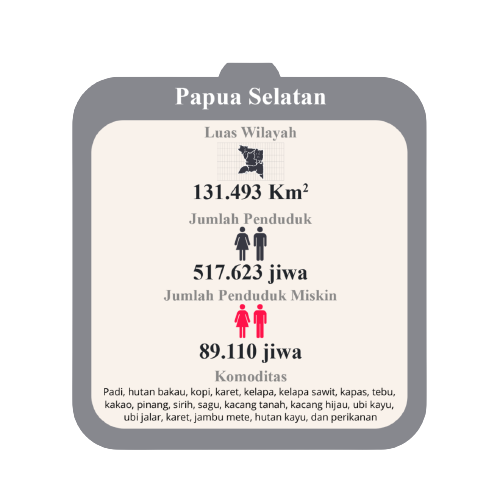 Papua Selatan
Luas Wilayah
131.493 Km²
Jumlah Penduduk
517.623 jiwa
Jumlah Penduduk Miskin
89.110 jiwa
Komoditas
Padi, hutan bakau, kopi, karet, kelapa, kelapa sawit, kapas, tebu,
kakao, pinang, sirih, sagu, kacang tanah, kacang hijau, ubi kayu,
ubi jalar, karet, jambu mete, hutan kayu, dan perikanan